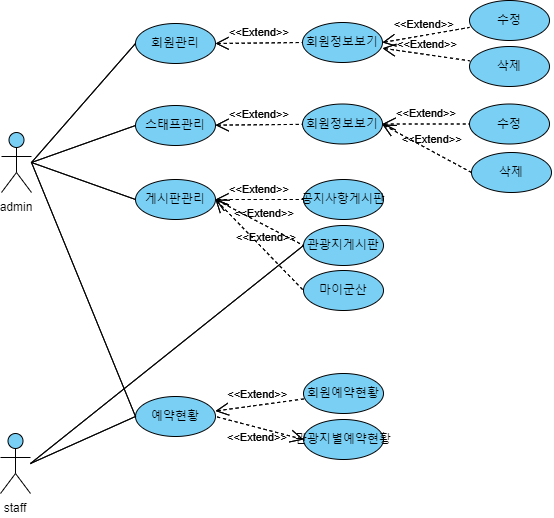 회원관리
<<Extend>>
회원정보보기
<<Extend>>
수정
<<Extend>>
삭제
스태프관리
<<Extend>>
회원정보보기
<<Extend>>
수정
<<Extend>>
삭제
admin
게시판관리
<<Extend>>
공지사항게시판
<<Extend>>
관광지게시판
<<Extend>>
마이군산
예약현황
<<Extend>>
회원예약현황
<<Extend>>
관광지별예약현황
staff